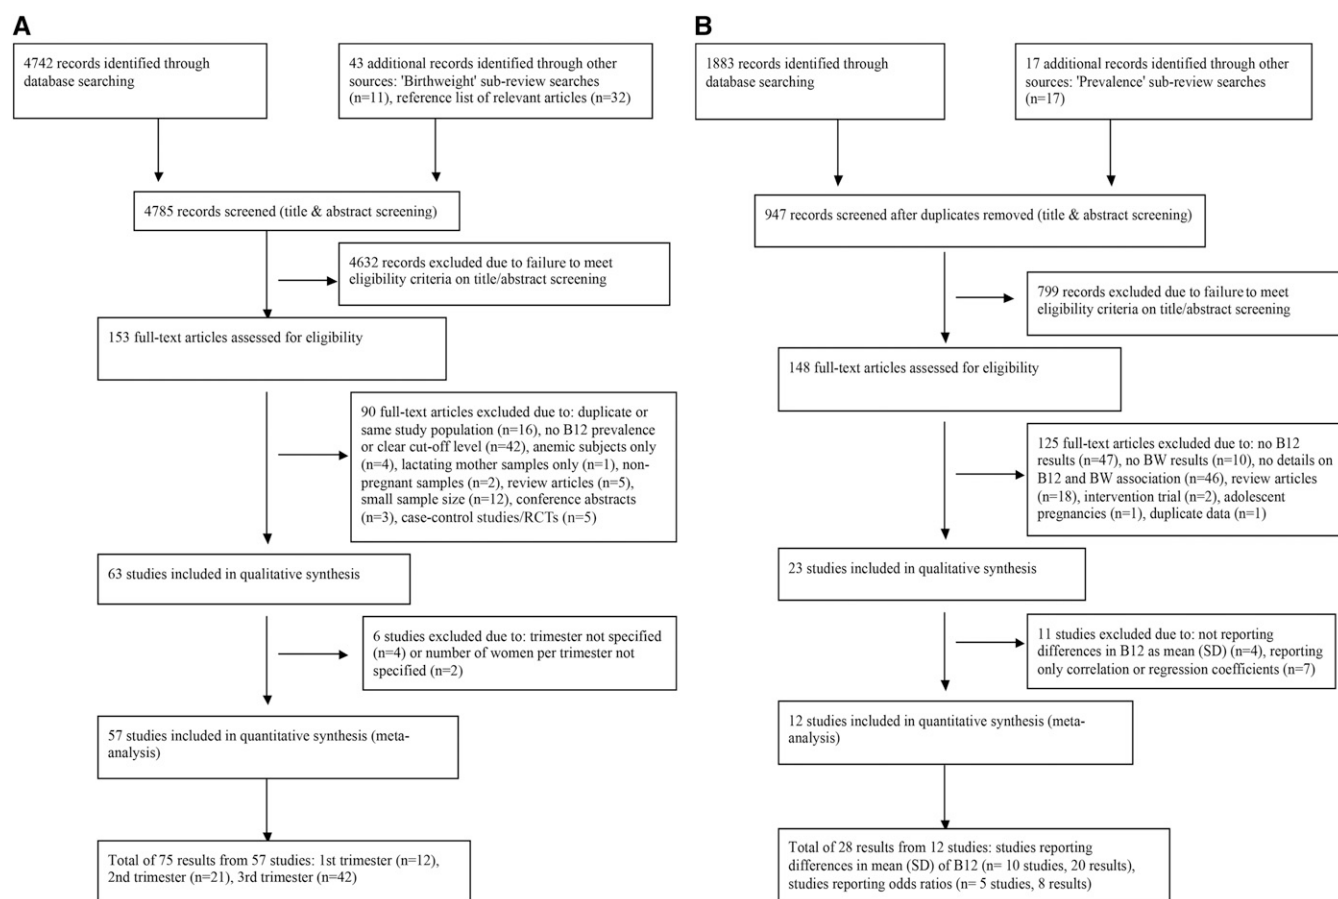 A
4742 records identified through
database searching
43 additional records identified through other
sources: 'Birthweight' sub-review searches
(n=11), reference list of relevant articles (n=32)
4785 records screened (title & abstract screening)
4632 records excluded due to failure to meet
eligibility criteria on title/abstract screening
153 full-text articles assessed for eligibility
90 full-text articles excluded due to: duplicate or
same study population (n=16), no B12 prevalence
or clear cut-off level (n=42), anemic subjects only
(n=4), lactating mother samples only (n=1), non-
pregnant samples (n=2), review articles (n=5),
small sample size (n=12), conference abstracts
(n=3), case-control studies/RCTs (n=5)
63 studies included in qualitative synthesis
6 studies excluded due to: trimester not specified
(n=4) or number of women per trimester not
specified (n=2)
57 studies included in quantitative synthesis (meta-
analysis)
Total of 75 results from 57 studies: 1st trimester (n=12),
2nd trimester (n=21), 3rd trimester (n=42)
B
1883 records identified through
database searching
17 additional records identified through other
sources: 'Prevalence' sub-review searches
(n=17)
947 records screened after duplicates removed (title & abstract screening)
799 records excluded due to failure to meet
eligibility criteria on title/abstract screening
148 full-text articles assessed for eligibility
125 full-text articles excluded due to: no B12
results (n=47), no BW results (n=10), no details on
B12 and BW association (n=46), review articles
(n=18), intervention trial (n=2), adolescent
pregnancies (n=1), duplicate data (n=1)
23 studies included in qualitative synthesis
11 studies excluded due to: not reporting
differences in B12 as mean (SD) (n=4), reporting
only correlation or regression coefficients (n=7)
12 studies included in quantitative synthesis (meta-
analysis)
Total of 28 results from 12 studies: studies reporting
differences in mean (SD) of B12 (n= 10 studies, 20 results),
studies reporting odds ratios (n= 5 studies, 8 results)